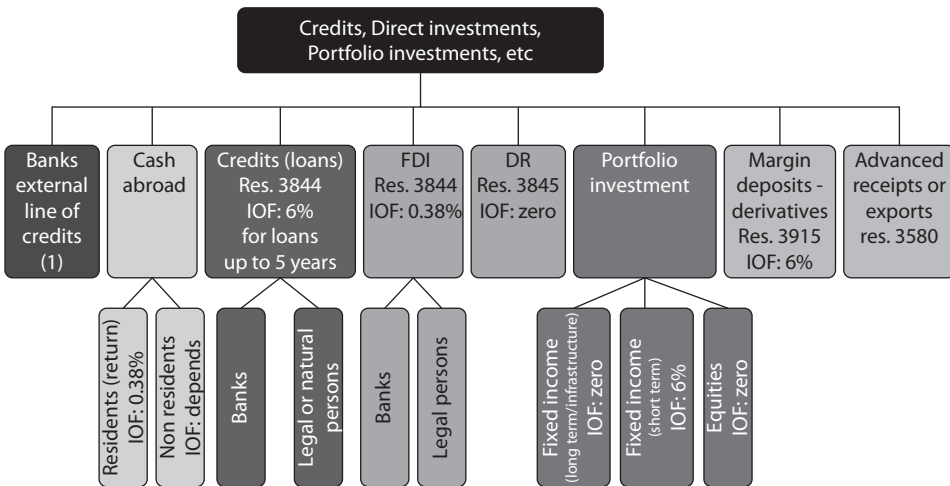 Credits, Direct investments,
Portfolio investments, etc
Banks
external
line of
credits
(1)
Cash
abroad
Credits (loans)
Res. 3844
IOF: 6%
for loans
up to 5 years
FDI
Res. 3844
IOF: 0.38%
DR
Res. 3845
IOF: zero
Portfolio
investment
Margin
deposits -
derivatives
Res. 3915
IOF: 6%
Advanced
receipts or
exports
res. 3580
Residents (return)
IOF: 0.38%
Non residents
IOF: depends
Banks
Legal or natural
persons
Banks
Legal persons
Fixed income
(long term/infrastructure)
IOF: zero
Fixed income
(short term)
IOF: 6%
Equities
IOF: zero